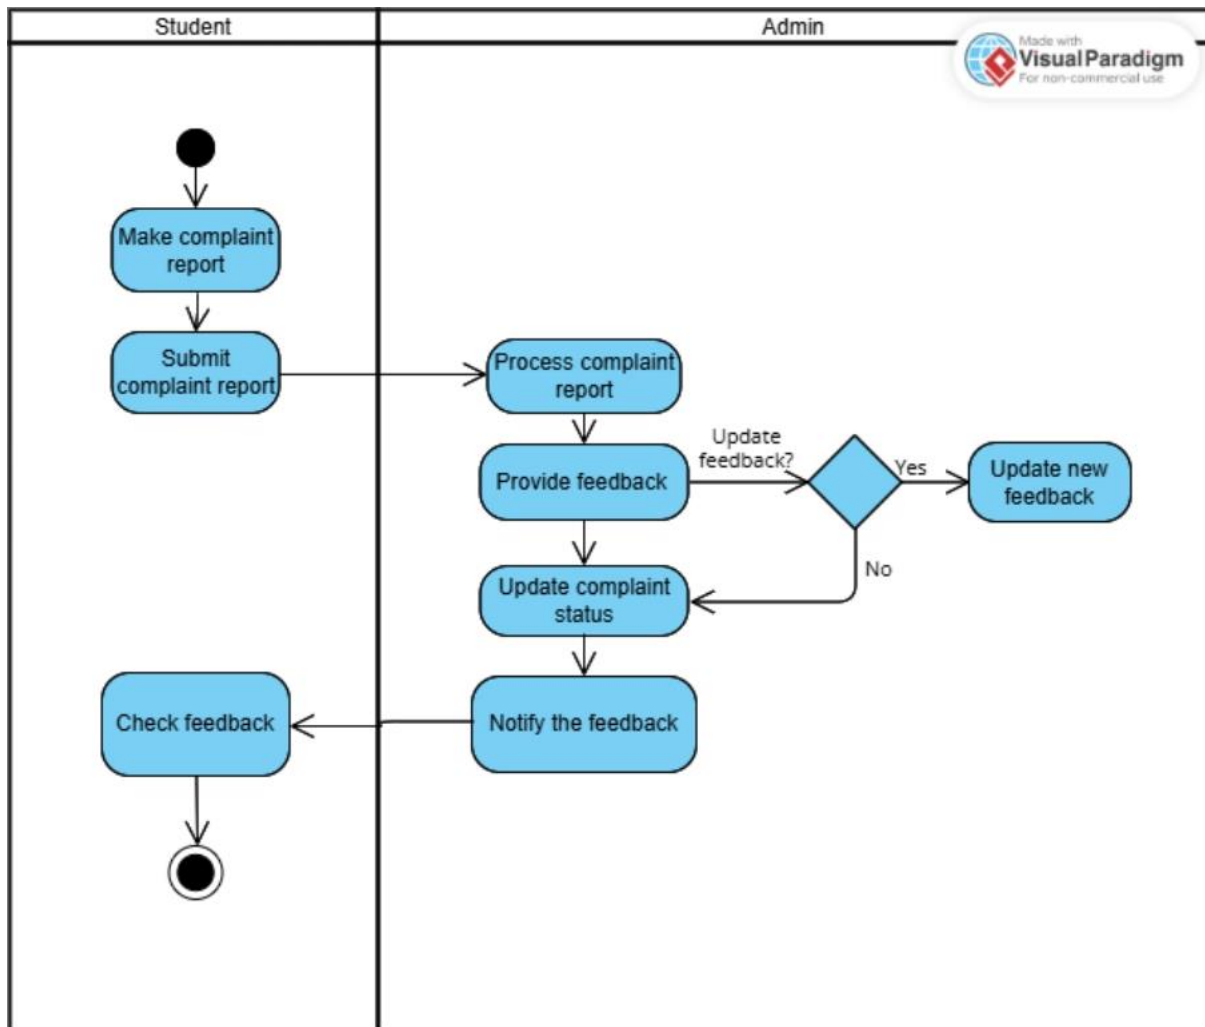 Student
Admin
Made with
Visual Paradigm
For non-commercial use
Make complaint
report
Submit
complaint report
Process complaint
report
Update
feedback?
Provide feedback
Yes
Update new
feedback
No
Update complaint
status
Check feedback
Notify the feedback